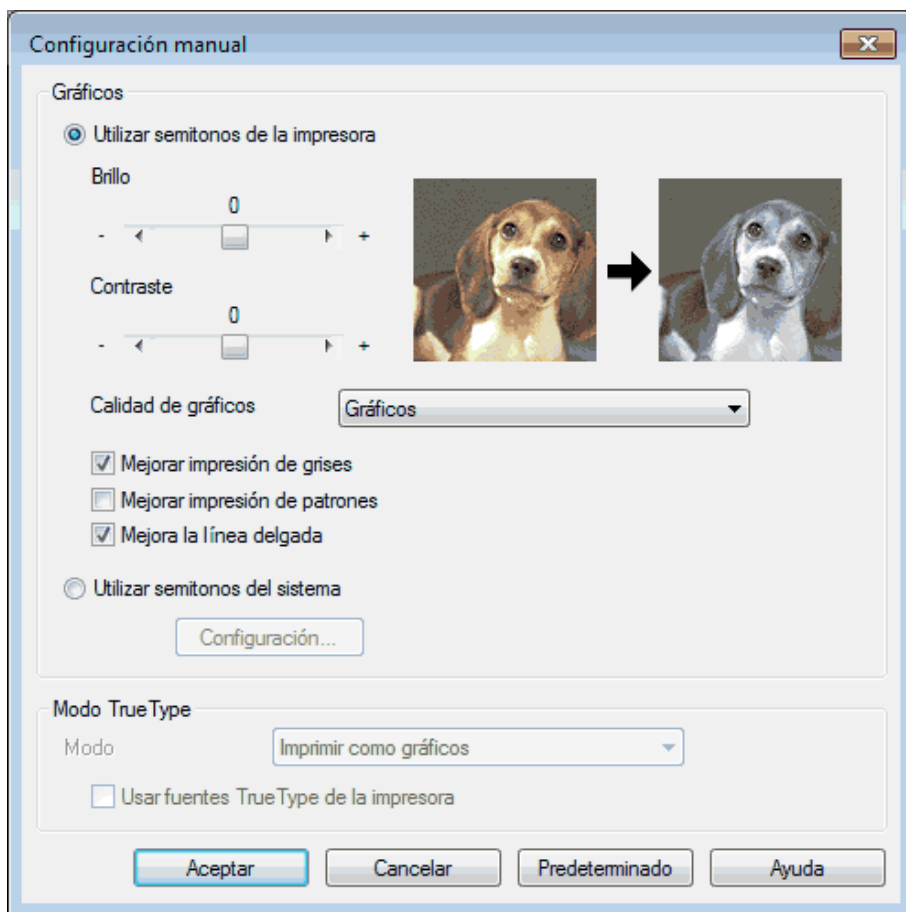 Configuración manual
Gráficos
Utilizar semitonos de la impresora
Brillo
0
- +
Contraste
0
- +
Calidad de gráficos Gráficos
Mejorar impresión de grises
Mejorar impresión de patrones
Mejora la línea delgada
Utilizar semitonos del sistema
Configuración...
Modo TrueType
Modo Imprimir como gráficos
Usar fuentes TrueType de la impresora
Aceptar Cancelar Predeterminado Ayuda